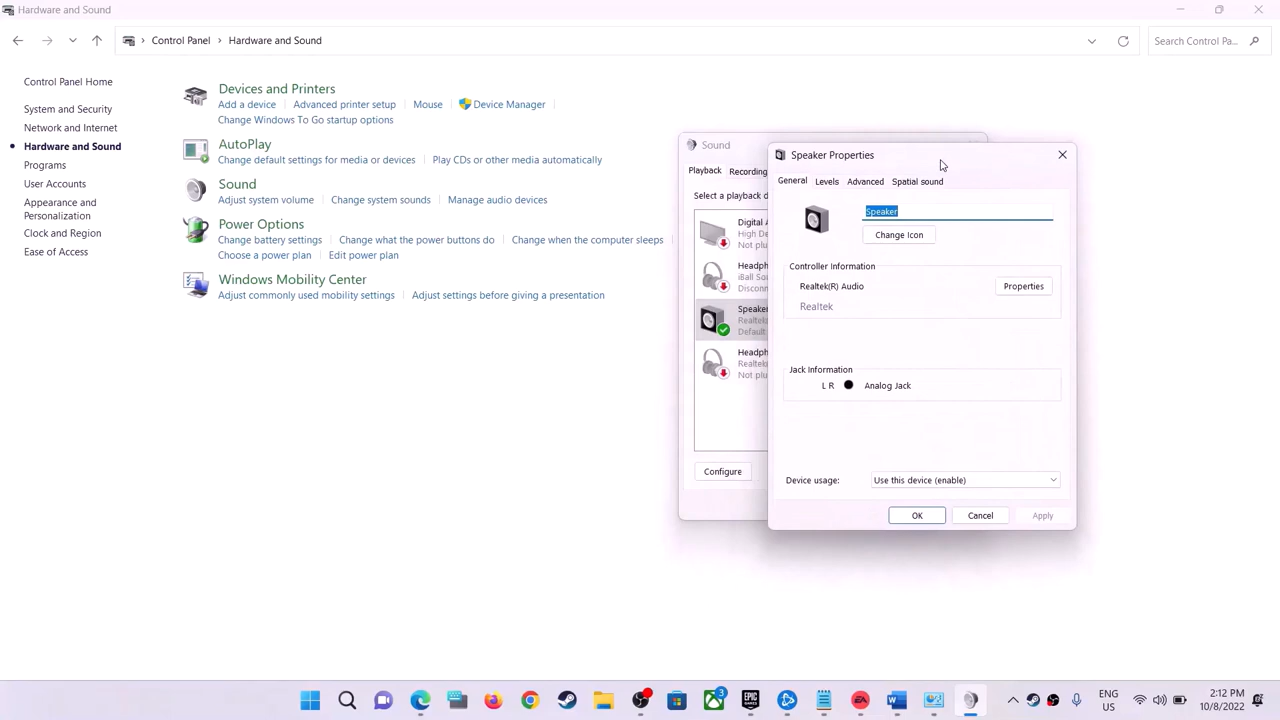 Hardware and Sound
Control Panel
Hardware and Sound
Search Control Pa...
Control Panel Home
System and Security
Network and Internet
Hardware and Sound
Programs
User Accounts
Appearance and
Personalization
Clock and Region
Ease of Access
Devices and Printers
Add a device
Advanced printer setup
Mouse
Device Manager
Change Windows To Go startup options
AutoPlay
Change default settings for media or devices
Play CDs or other media automatically
Sound
Adjust system volume
Change system sounds
Manage audio devices
Power Options
Change battery settings
Change what the power buttons do
Change when the computer sleeps
Choose a power plan
Edit power plan
Windows Mobility Center
Adjust commonly used mobility settings
Adjust settings before giving a presentation
Sound
Playback
Recording
Select a playback d
Digital A
High De
Not plu
Headph
iBall So
Disconn
Speaker
Realtek
Default
Headph
Realtek
Not plu
Configure
Speaker Properties
General
Levels
Advanced
Spatial sound
Speaker
Change Icon
Controller Information
Realtek(R) Audio
Properties
Realtek
Jack Information
L R
Analog Jack
Device usage:
Use this device (enable)
OK
Cancel
Apply
3
EPIC
GAMES
EA
ENG
US
2:12 PM
10/8/2022